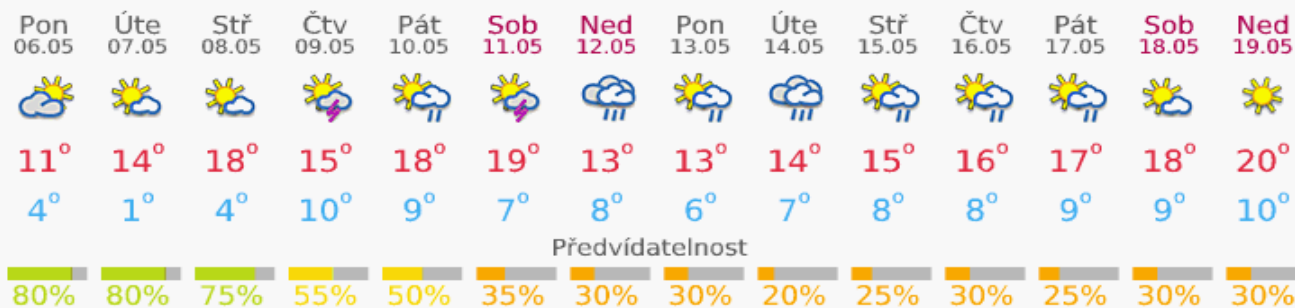 Pon Úte Stř Čtv Pát Sob Ned Pon Úte Stř Čtv Pát Sob Ned
06.05 07.05 08.05 09.05 10.05 11.05 12.05 13.05 14.05 15.05 16.05 17.05 18.05 19.05
11° 14° 18° 15° 18° 19° 13° 13° 14° 15° 16° 17° 18° 20°
4° 1° 4° 10° 9° 7° 8° 6° 7° 8° 8° 9° 9° 10°
Předvídatelnost
80% 80% 75% 55% 50% 35% 30% 30% 20% 25% 30% 25% 30% 30%